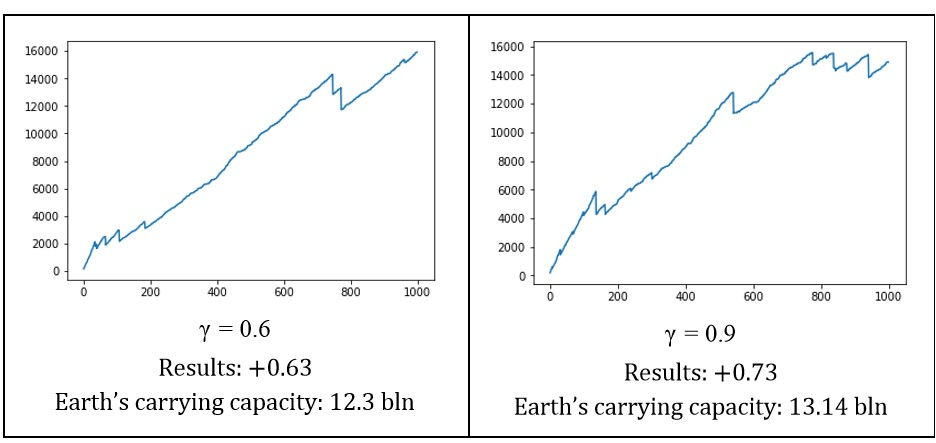 16000
14000
12000
10000
8000
6000
4000
2000
0
0 200 400 600 800 1000
γ = 0.6
Results: +0.63
Earth's carrying capacity: 12.3 bln
16000
14000
12000
10000
8000
6000
4000
2000
0
0 200 400 600 800 1000
γ = 0.9
Results: +0.73
Earth's carrying capacity: 13.14 bln